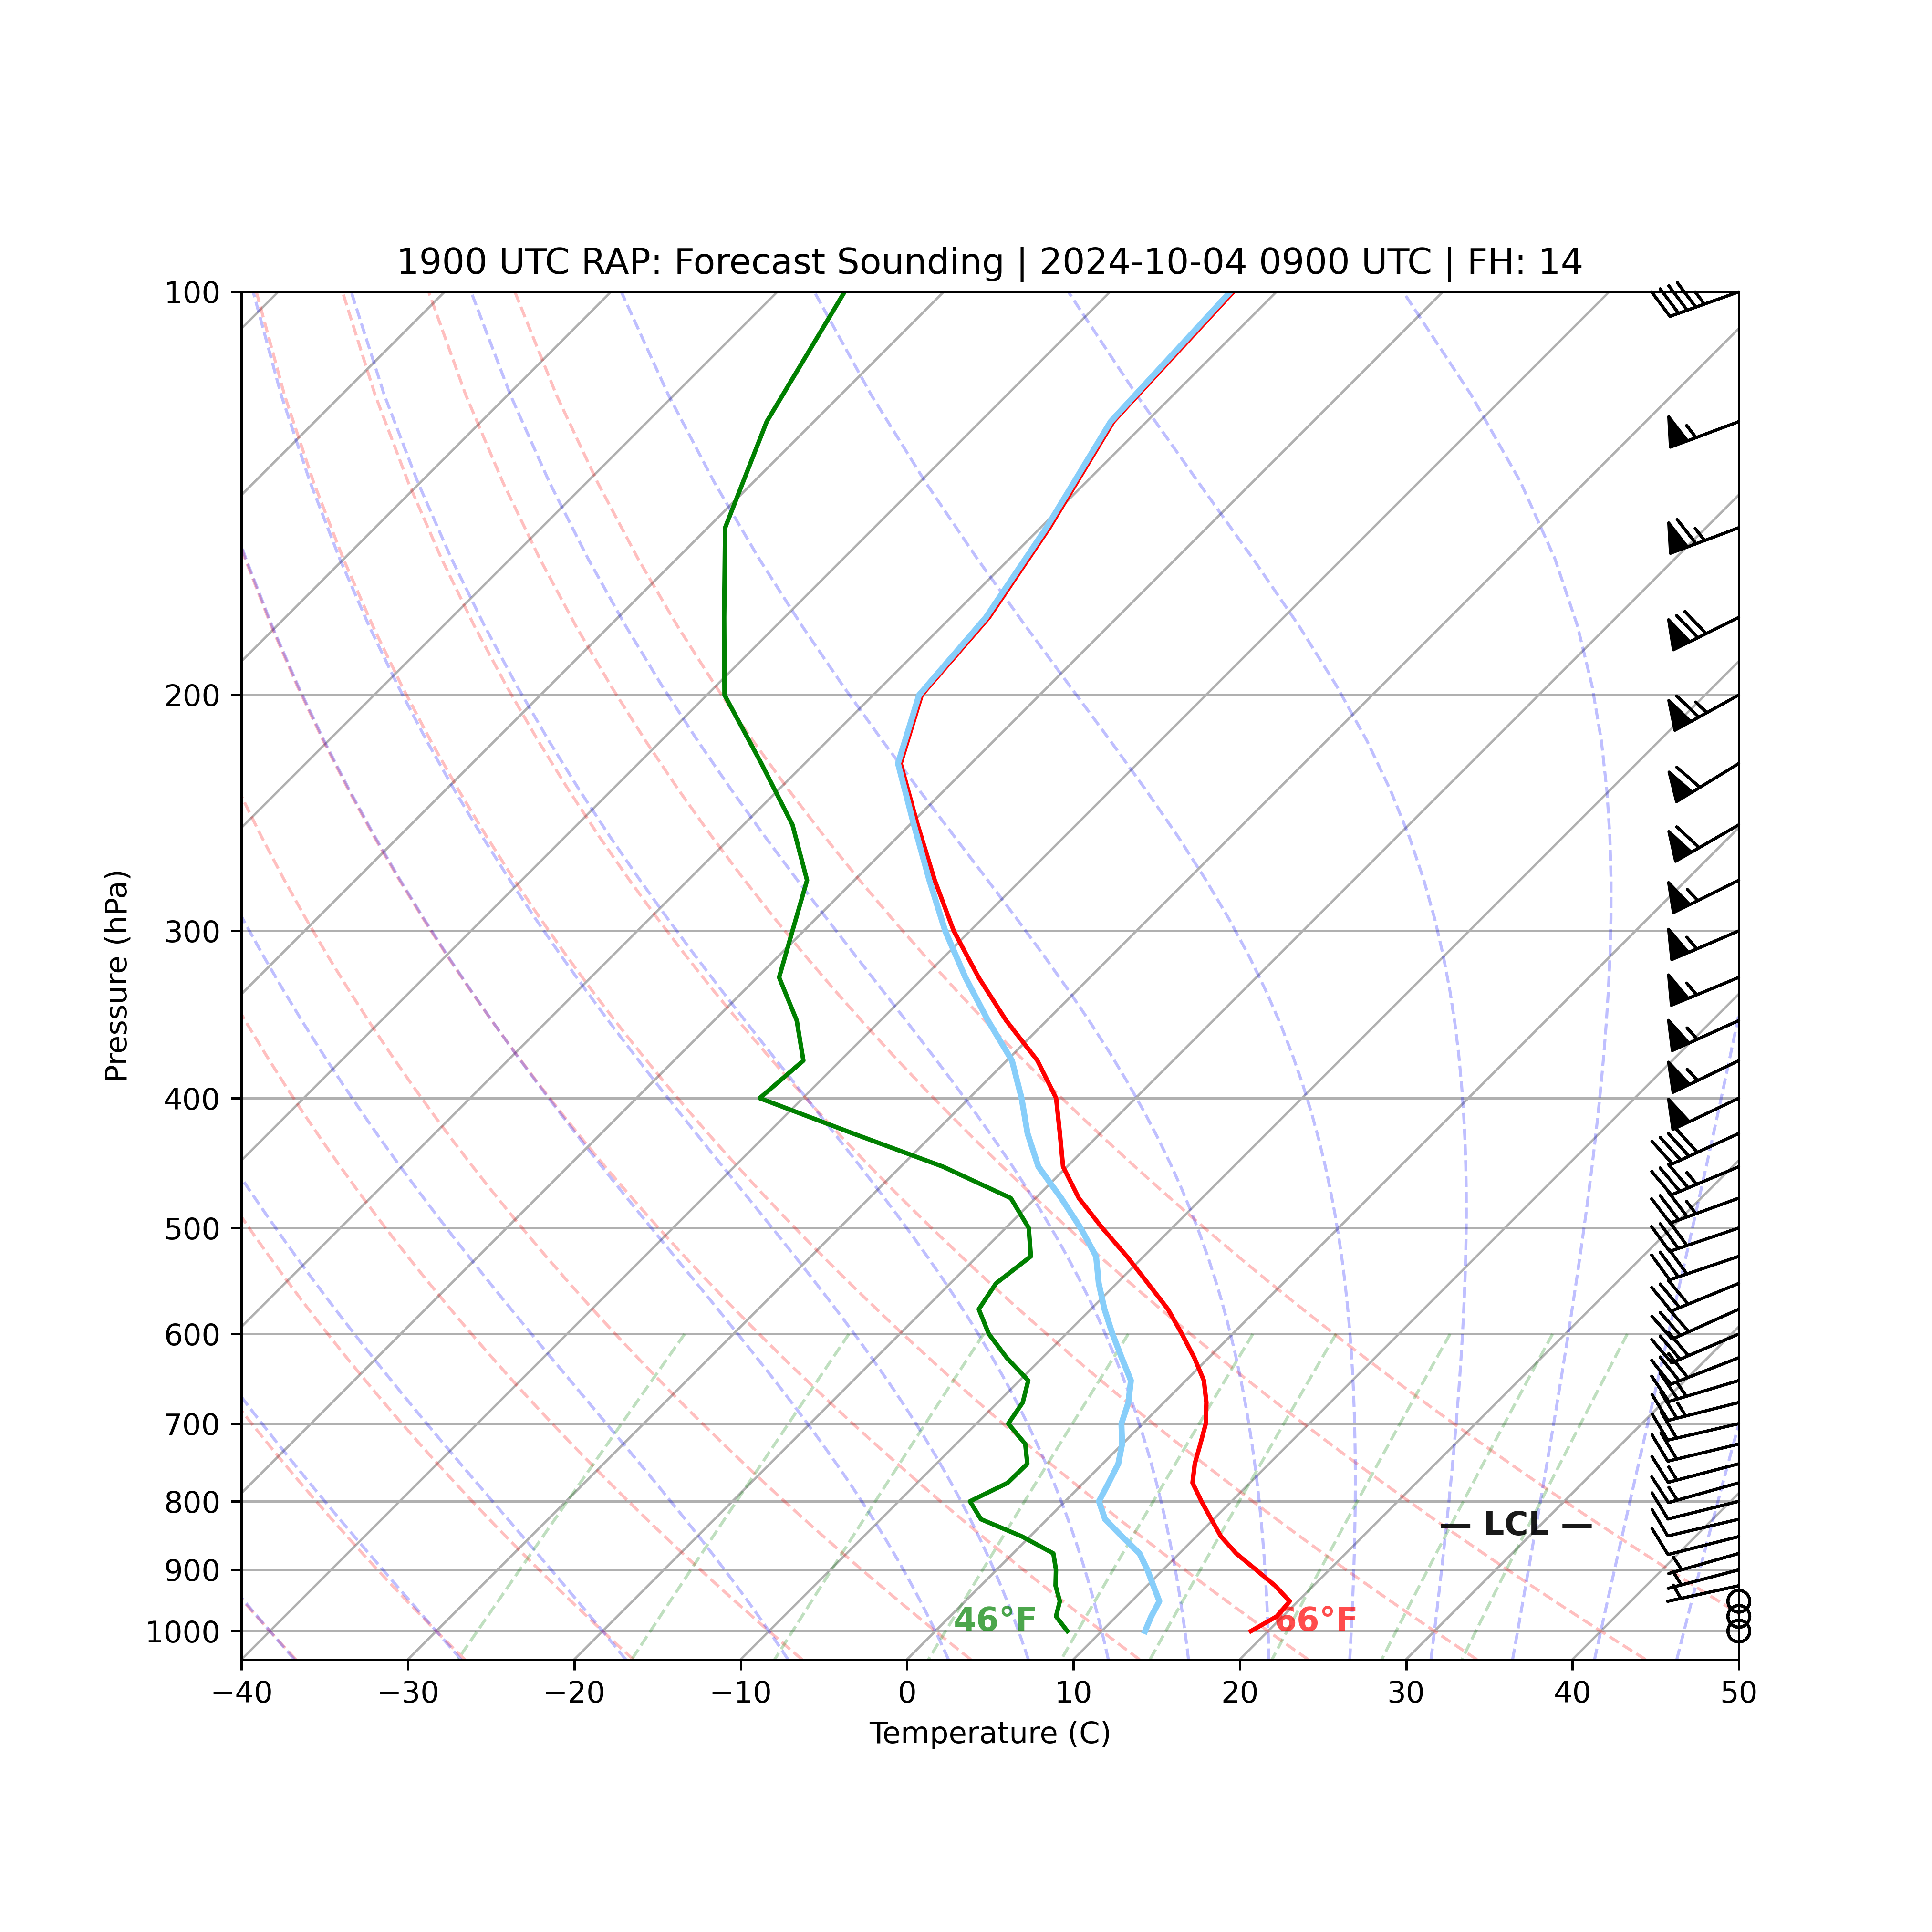 1900 UTC RAP: Forecast Sounding | 2024-10-04 0900 UTC | FH: 14
100
200
300
400
500
600
700
800
900
1000
Pressure (hPa)
— LCL —
46°F
66°F
−40 −30 −20 −10 0 10 20 30 40 50
Temperature (C)